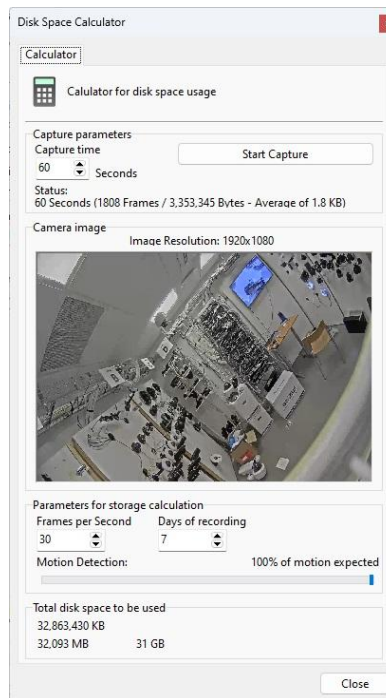 Disk Space Calculator
Calculator
Calulator for disk space usage
Capture parameters
Capture time
60 Seconds
Start Capture
Status:
60 Seconds (1808 Frames / 3,353,345 Bytes - Average of 1.8 KB)
Camera image
Image Resolution: 1920x1080
Parameters for storage calculation
Frames per Second Days of recording
30 7
Motion Detection: 100% of motion expected
Total disk space to be used
32,863,430 KB
32,093 MB 31 GB
Close